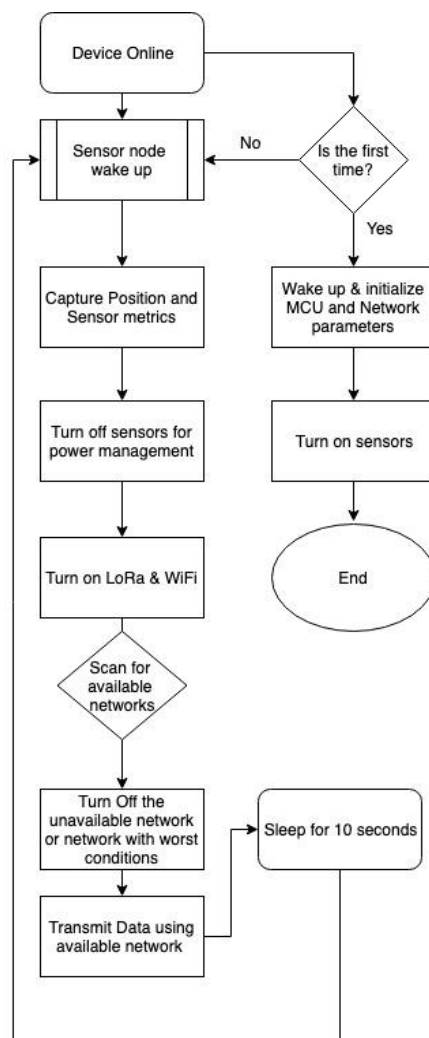 Device Online
Sensor node
wake up
No
Is the first
time?
Yes
Capture Position and
Sensor metrics
Wake up & initialize
MCU and Network
parameters
Turn off sensors for
power management
Turn on sensors
Turn on LoRa & WiFi
End
Scan for
available
networks
Turn Off the
unavailable network
or network with worst
conditions
Sleep for 10 seconds
Transmit Data using
available network